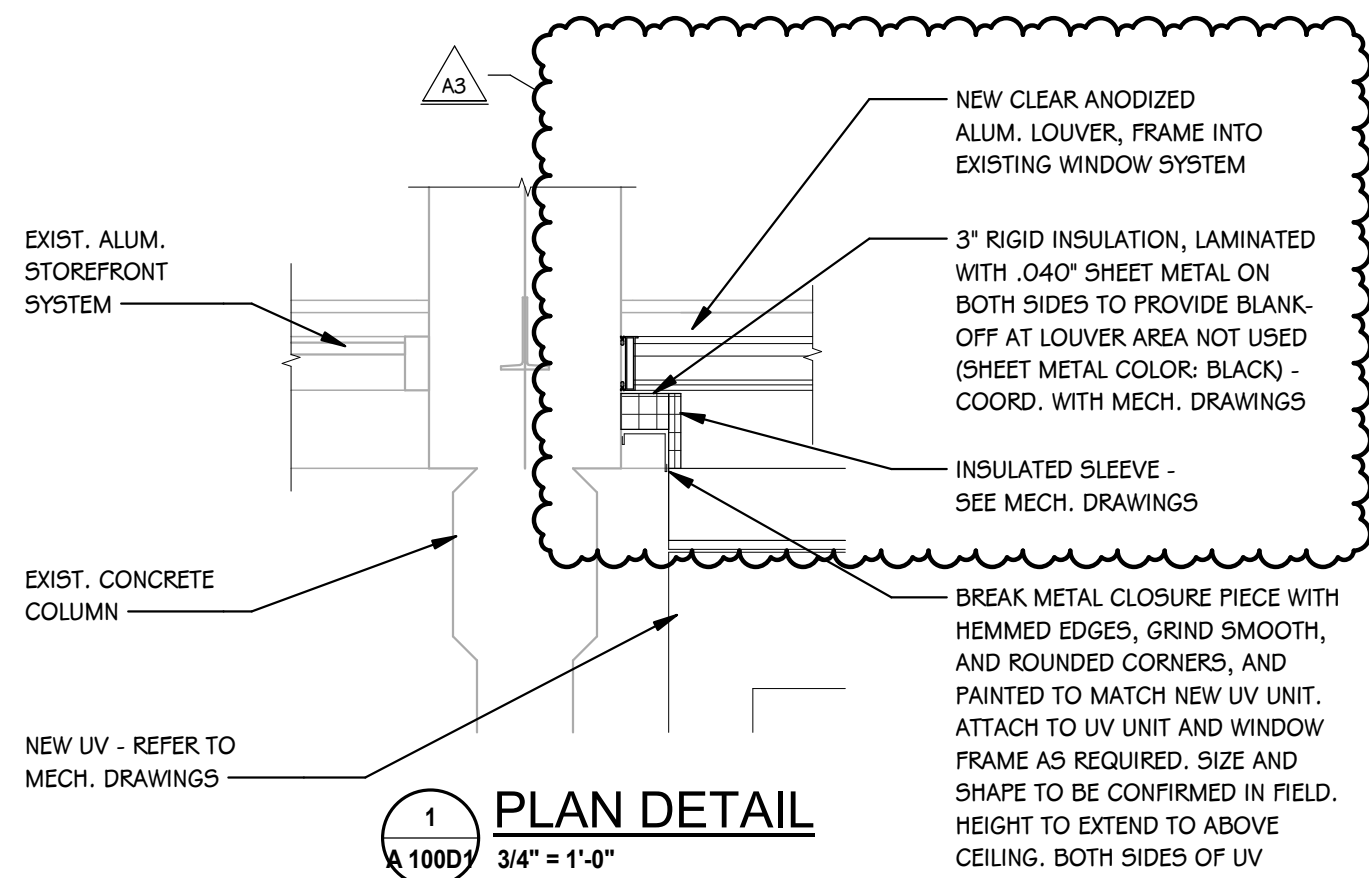 A3
NEW CLEAR ANODIZED
ALUM. LOUVER, FRAME INTO
EXISTING WINDOW SYSTEM
EXIST. ALUM.
STOREFRONT
SYSTEM
3" RIGID INSULATION, LAMINATED
WITH .040" SHEET METAL ON
BOTH SIDES TO PROVIDE BLANK-
OFF AT LOUVER AREA NOT USED
(SHEET METAL COLOR: BLACK) -
COORD. WITH MECH. DRAWINGS
INSULATED SLEEVE -
SEE MECH. DRAWINGS
EXIST. CONCRETE
COLUMN
BREAK METAL CLOSURE PIECE WITH
HEMMED EDGES, GRIND SMOOTH,
AND ROUNDED CORNERS, AND
PAINTED TO MATCH NEW UV UNIT.
ATTACH TO UV UNIT AND WINDOW
FRAME AS REQUIRED. SIZE AND
SHAPE TO BE CONFIRMED IN FIELD.
HEIGHT TO EXTEND TO ABOVE
CEILING. BOTH SIDES OF UV
NEW UV - REFER TO
MECH. DRAWINGS
1
A 100D1
PLAN DETAIL
3/4" = 1'-0"